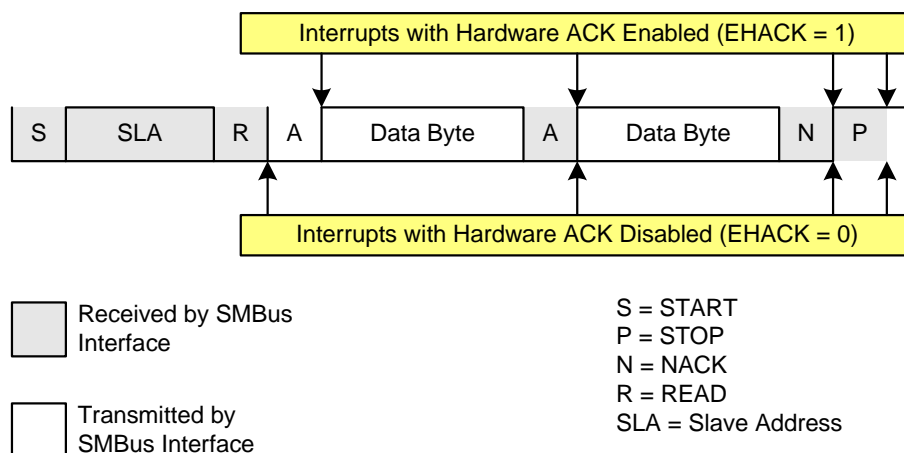 Interrupts with Hardware ACK Enabled (EHACK = 1)
S SLA R A Data Byte A Data Byte N P
Interrupts with Hardware ACK Disabled (EHACK = 0)
Received by SMBus
Interface
Transmitted by
SMBus Interface
S = START
P = STOP
N = NACK
R = READ
SLA = Slave Address